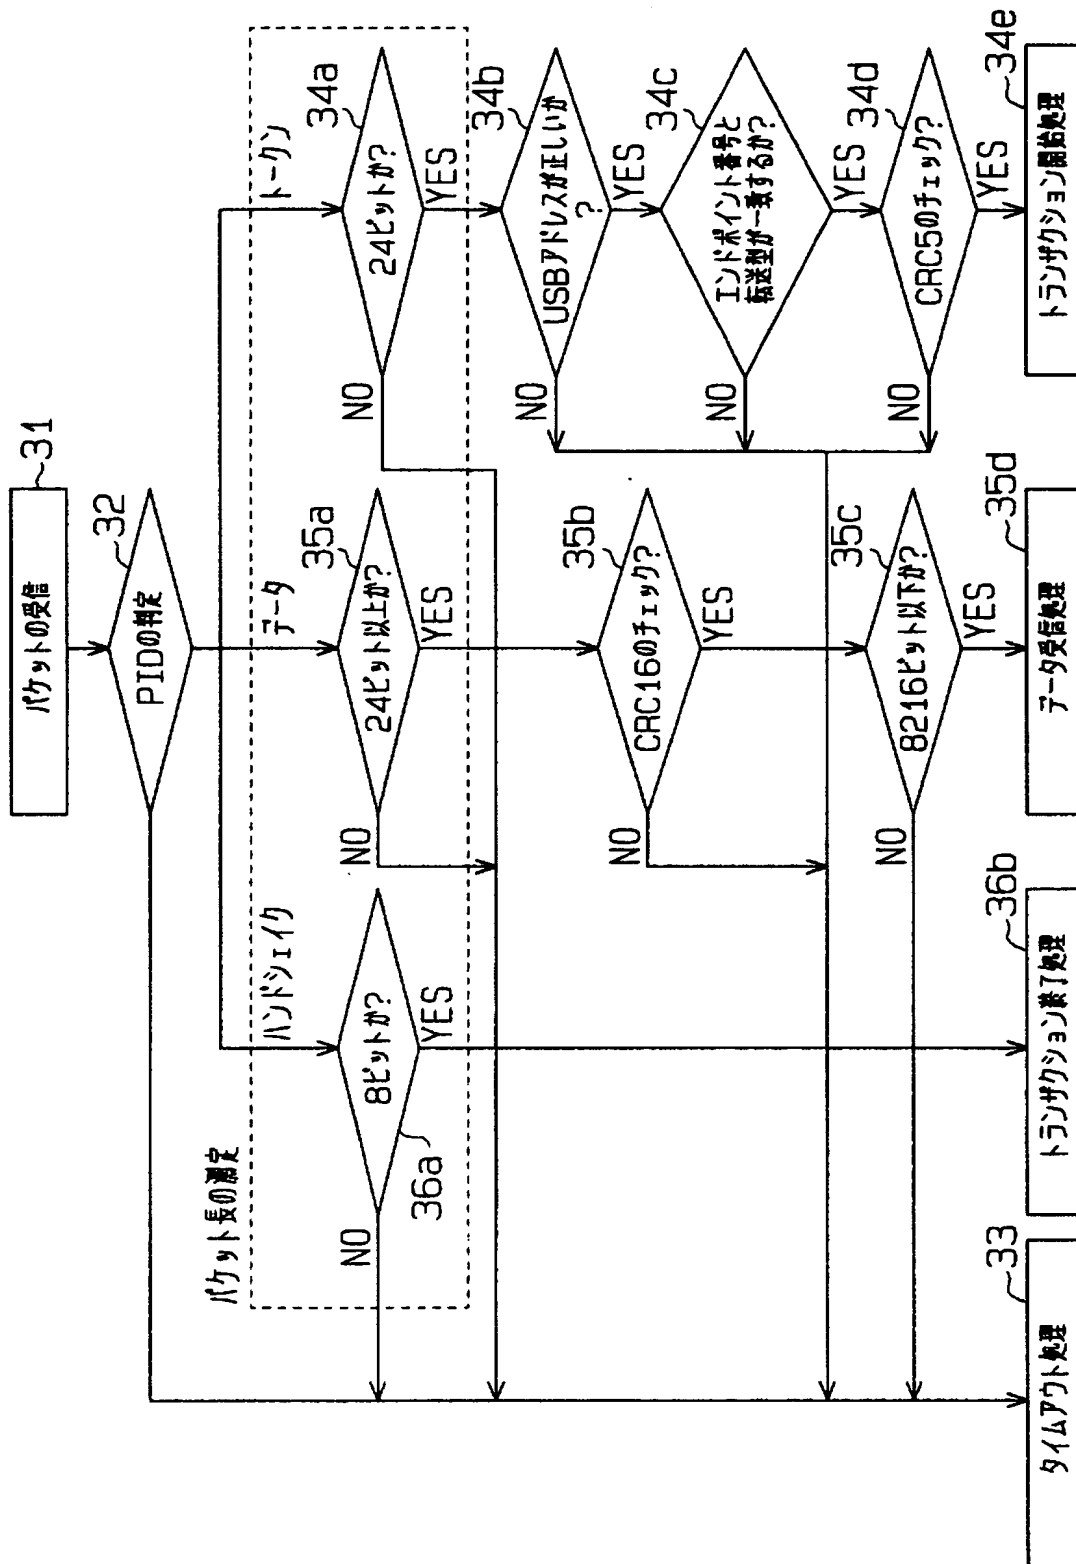 パケットの受信
31
PIDの判定
32
パケット長の測定
ハンドシェイク
データ
トークン
8ビットか?
36a
NO
YES
24ビット以上か?
35a
NO
YES
24ビットか?
34a
NO
YES
USBアドレスが正しいか
?
34b
NO
YES
エンドポイント番号と
転送型が一致するか?
34c
NO
YES
CRC16のチェック?
35b
NO
CRC5のチェック?
34d
NO
YES
8216ビット以下か?
35c
NO
YES
タイムアウト処理
33
トランザクション終了処理
36b
データ受信処理
35d
トランザクション開始処理
34e